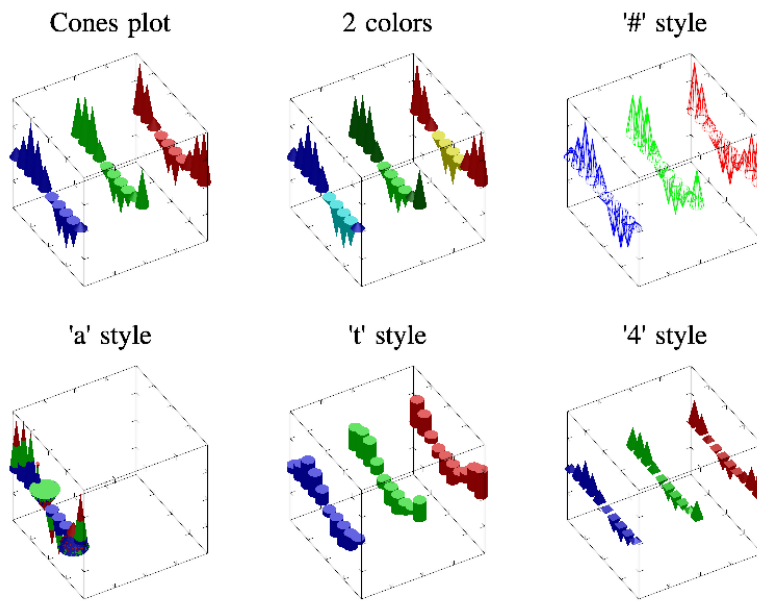 Cones plot
2 colors
'#' style
'a' style
't' style
'4' style